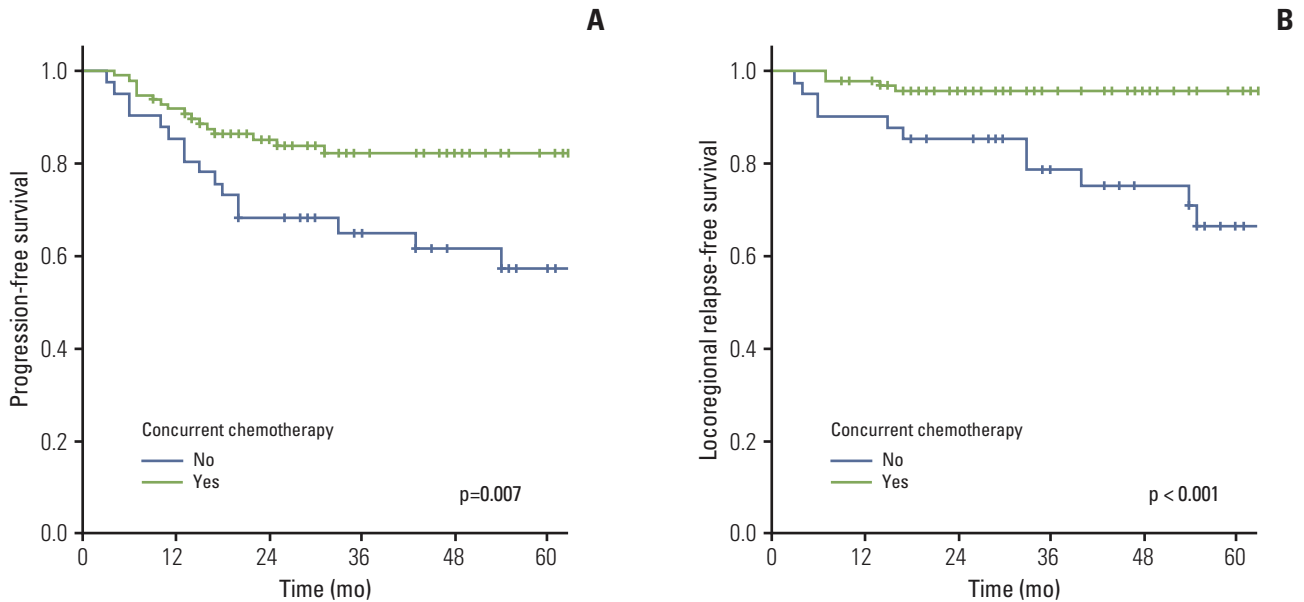 A
Progression-free survival
1.0
0.8
0.6
0.4
0.2
0.0
Concurrent chemotherapy
No
Yes
p=0.007
0 12 24 36 48 60
Time (mo)
B
Locoregional relapse-free survival
1.0
0.8
0.6
0.4
0.2
0.0
Concurrent chemotherapy
No
Yes
p < 0.001
0 12 24 36 48 60
Time (mo)